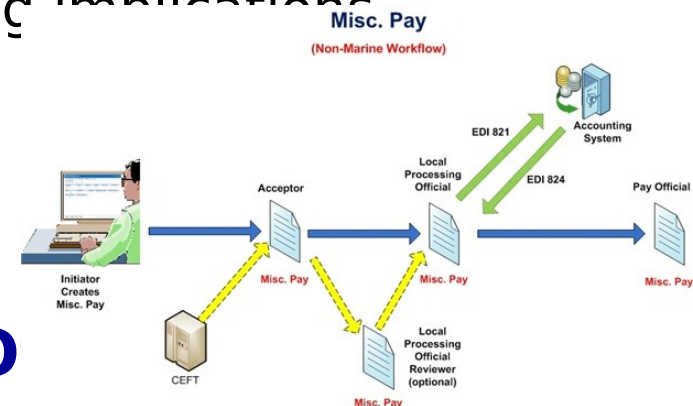 g implications
Misc. Pay
(Non-Marine Workflow)
EDI 821
Accounting
System
Local
Processing
Official
EDI 824
Acceptor
Pay Official
Misc. Pay
Misc. Pay
Misc. Pay
Initiator
Creates
Misc. Pay
Local
Processing
Official
Reviewer
(optional)
CEFT
Misc. Pay